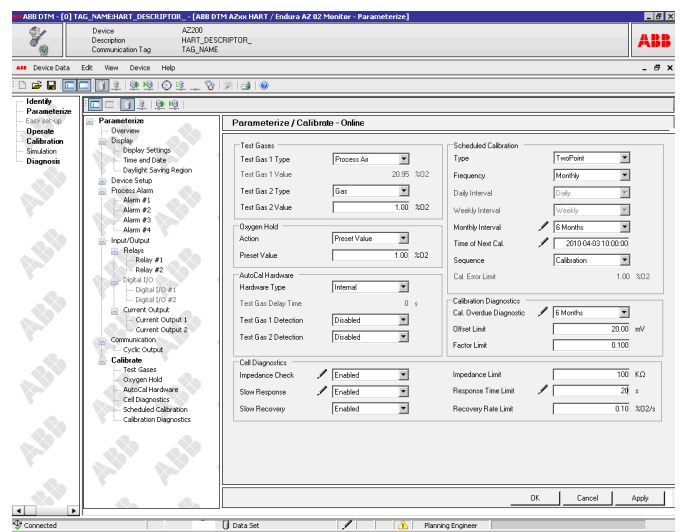 ABB DTM - [0] TAG_NAME:HART_DESCRIPTOR_ - [ABB DTM AZxx HART / Endura AZ 02 Monitor - Parameterize]
Device AZ200
Description HART_DESCRIPTOR_
Communication Tag TAG_NAME
ABB
ABB Device Data Edit View Device Help
Identify
Parameterize
Easy set-up
Operate
Calibration
Simulation
Diagnosis
Parameterize
Overview
Display
Display Settings
Time and Date
Daylight Saving Region
Device Setup
Process Alarm
Alarm #1
Alarm #2
Alarm #3
Alarm #4
Input/Output
Relays
Relay #1
Relay #2
Digital I/O
Digital I/O #1
Digital I/O #2
Current Output
Current Output 1
Current Output 2
Communication
Cyclic Output
Calibrate
Test Gases
Oxygen Hold
AutoCal Hardware
Cell Diagnostics
Scheduled Calibration
Calibration Diagnostics
Parameterize / Calibrate - Online
Test Gases
Test Gas 1 Type Process Air
Test Gas 1 Value 20.95 %O2
Test Gas 2 Type Gas
Test Gas 2 Value 1.00 %O2
Oxygen Hold
Action Preset Value
Preset Value 1.00 %O2
AutoCal Hardware
Hardware Type Internal
Test Gas Delay Time 0 s
Test Gas 1 Detection Disabled
Test Gas 2 Detection Disabled
Scheduled Calibration
Type TwoPoint
Frequency Monthly
Daily Interval Daily
Weekly Interval Weekly
Monthly Interval 6 Months
Time of Next Cal. 2010-04-03 10:00:00
Sequence Calibration
Cal. Error Limit 1.00 %O2
Calibration Diagnostics
Cal. Overdue Diagnostic 6 Months
Offset Limit 20.00 mV
Factor Limit 0.100
Cell Diagnostics
Impedance Check Enabled Impedance Limit 100 KΩ
Slow Response Enabled Response Time Limit 20 s
Slow Recovery Enabled Recovery Rate Limit 0.10 %O2/s
OK Cancel Apply
Connected Data Set Planning Engineer